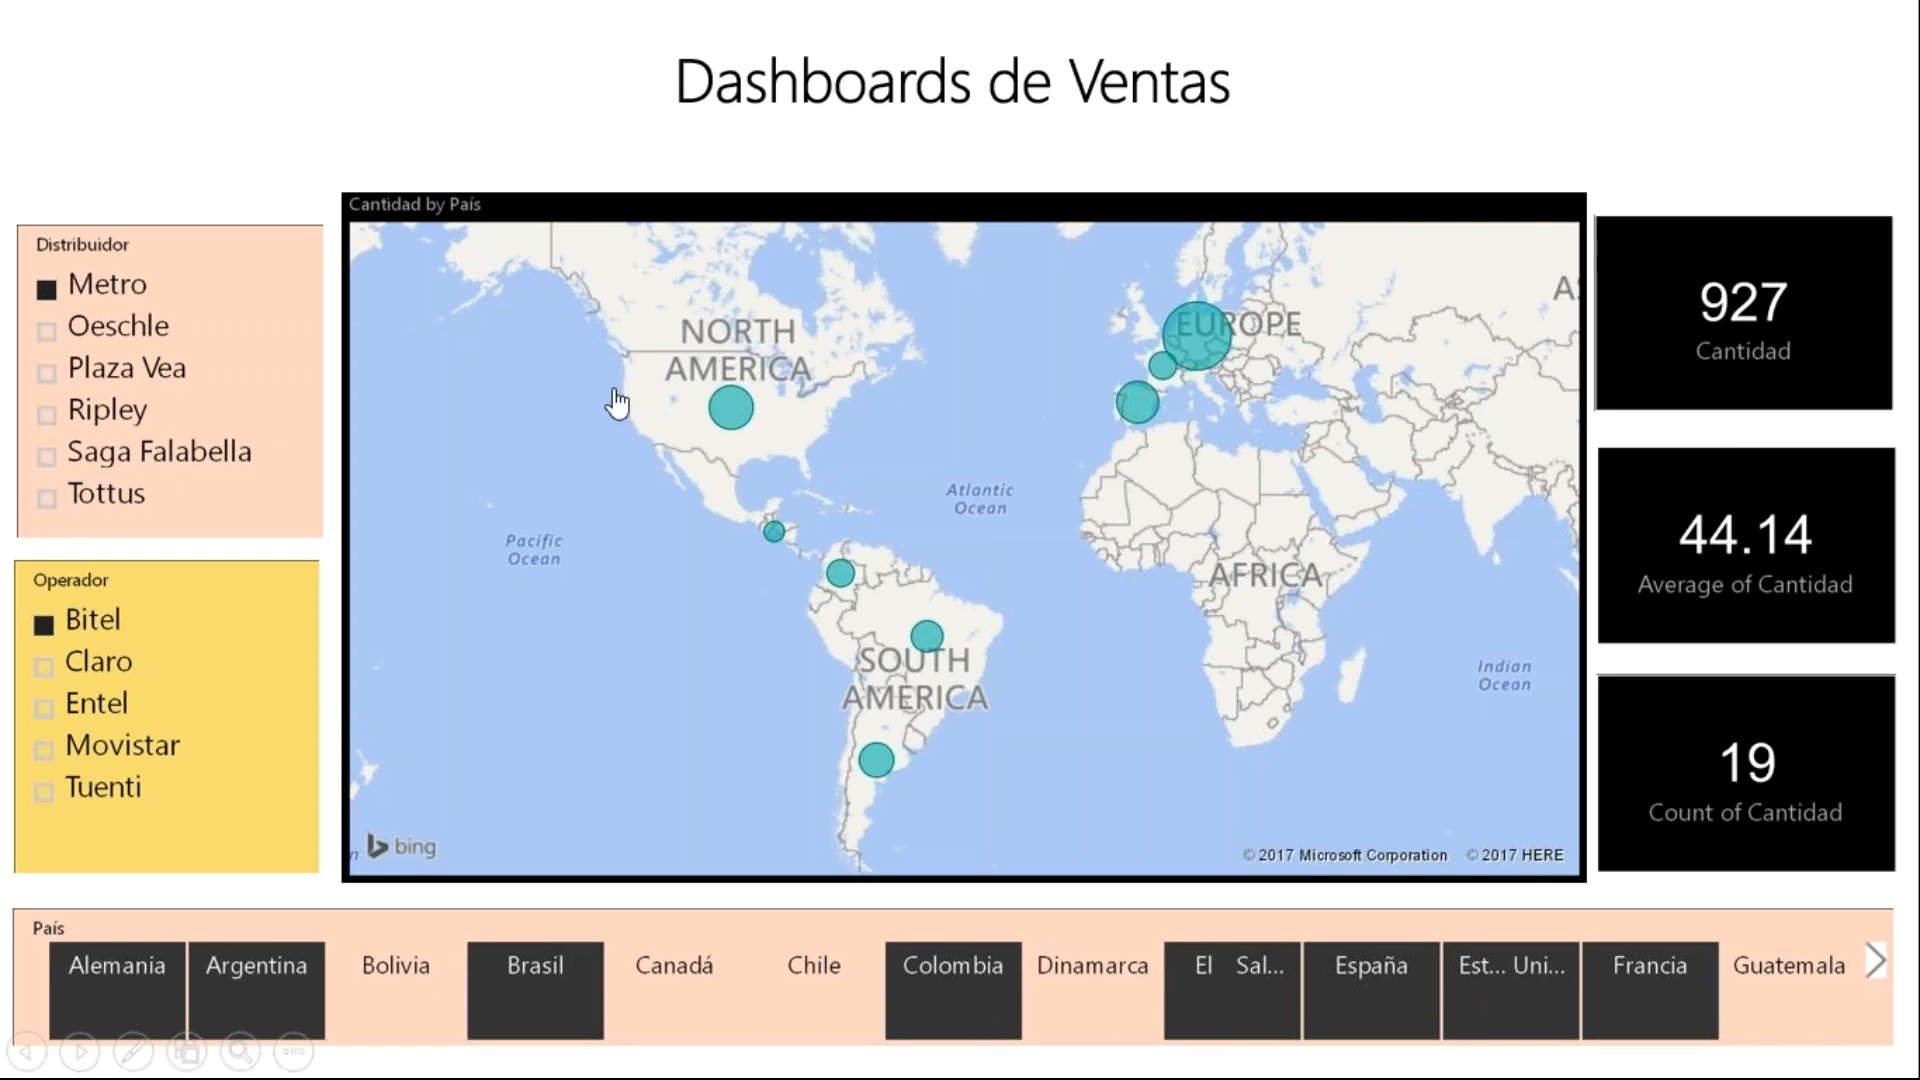 Dashboards de Ventas
Distribuidor
Metro
Oeschle
Plaza Vea
Ripley
Saga Falabella
Tottus
Operador
Bitel
Claro
Entel
Movistar
Tuenti
Cantidad by País
NORTH
AMERICA
EUROPE
Atlantic
Ocean
Pacific
Ocean
AFRICA
SOUTH
AMERICA
Indian
Ocean
bing
© 2017 Microsoft Corporation © 2017 HERE
927
Cantidad
44.14
Average of Cantidad
19
Count of Cantidad
País
Alemania Argentina Bolivia Brasil Canadá Chile Colombia Dinamarca El Sal... España Est... Uni... Francia Guatemala